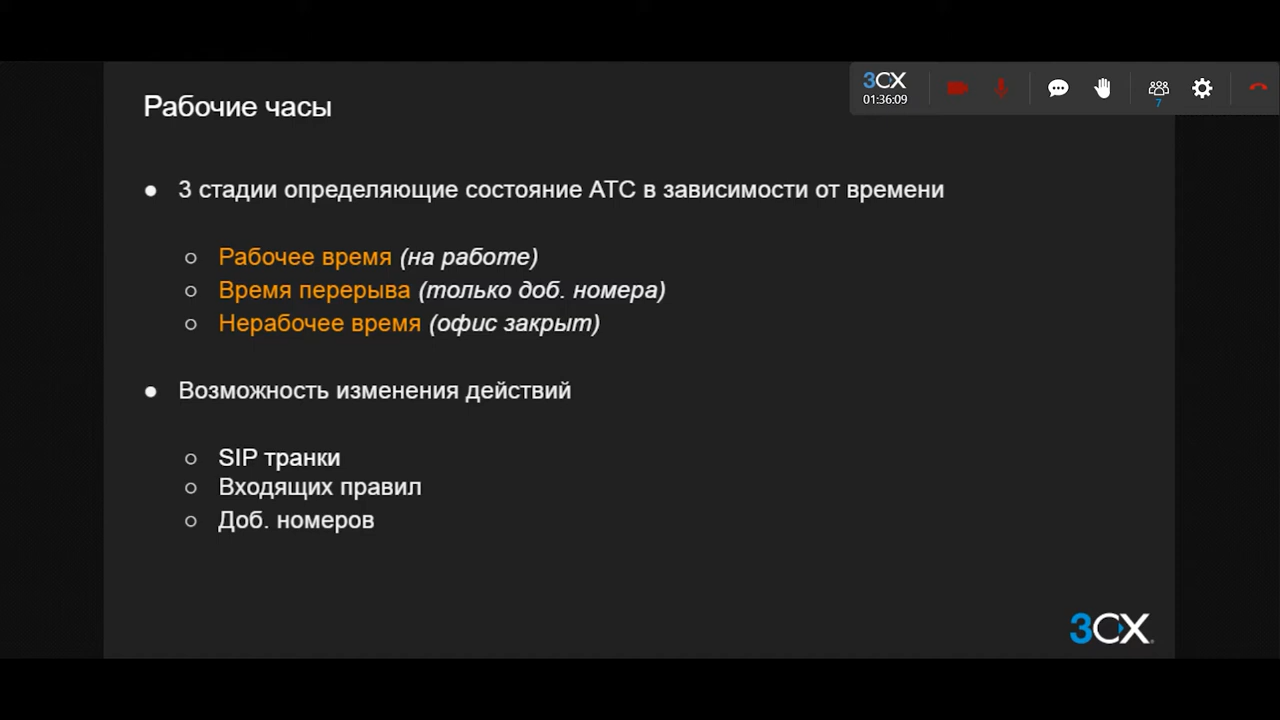 3CX
01:36:09
7
Рабочие часы
● 3 стадии определяющие состояние АТС в зависимости от времени
○ Рабочее время (на работе)
○ Время перерыва (только доб. номера)
○ Нерабочее время (офис закрыт)
● Возможность изменения действий
○ SIP транки
○ Входящих правил
○ Доб. номеров
3CX